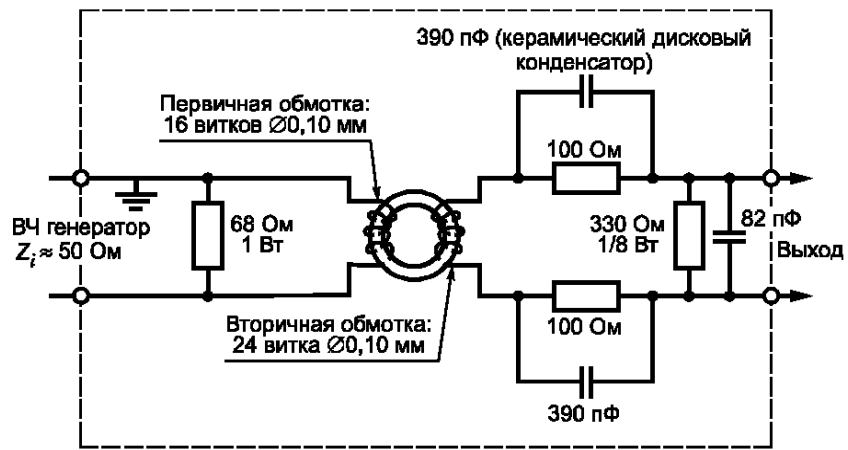 390 пФ (керамический дисковый
конденсатор)
Первичная обмотка:
16 витков ∅0,10 мм
100 Ом
ВЧ генератор
Zi ≈ 50 Ом
68 Ом
1 Вт
330 Ом
1/8 Вт
82 пФ
Выход
Вторичная обмотка:
24 витка ∅0,10 мм
100 Ом
390 пФ